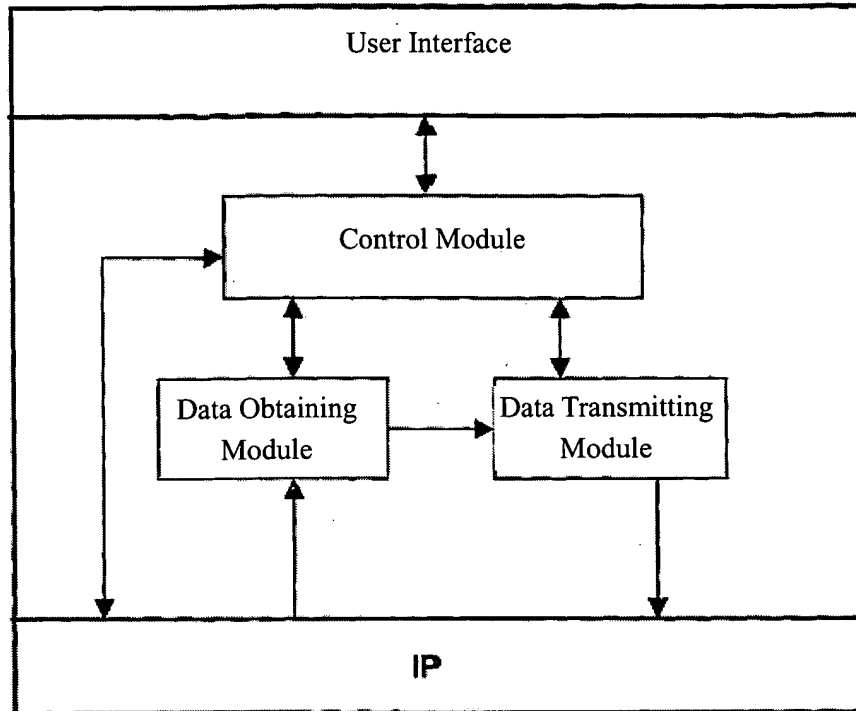 User Interface
Control Module
Data Obtaining
Module
Data Transmitting
Module
IP